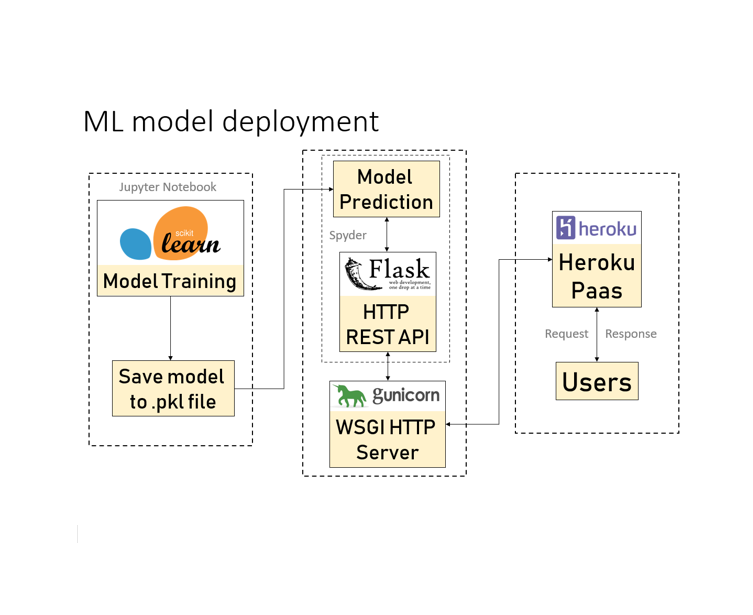 ML model deployment
Jupyter Notebook
scikit
learn
Model Training
Save model
to .pkl file
Model
Prediction
Spyder
Flask
web development,
one drop at a time
HTTP
REST API
gunicorn
WSGI HTTP
Server
heroku
Heroku
Paas
Request Response
Users